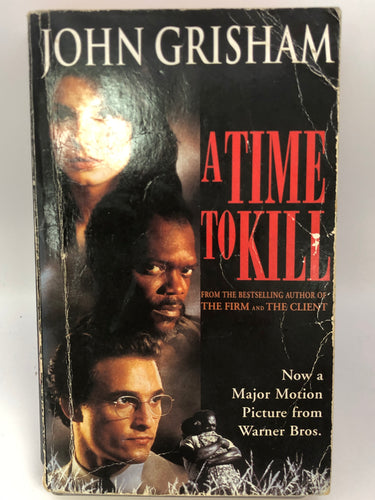 JOHN GRISHAM
A TIME
TO KILL
FROM THE BESTSELLING AUTHOR OF
THE FIRM AND THE CLIENT
Now a
Major Motion
Picture from
Warner Bros.